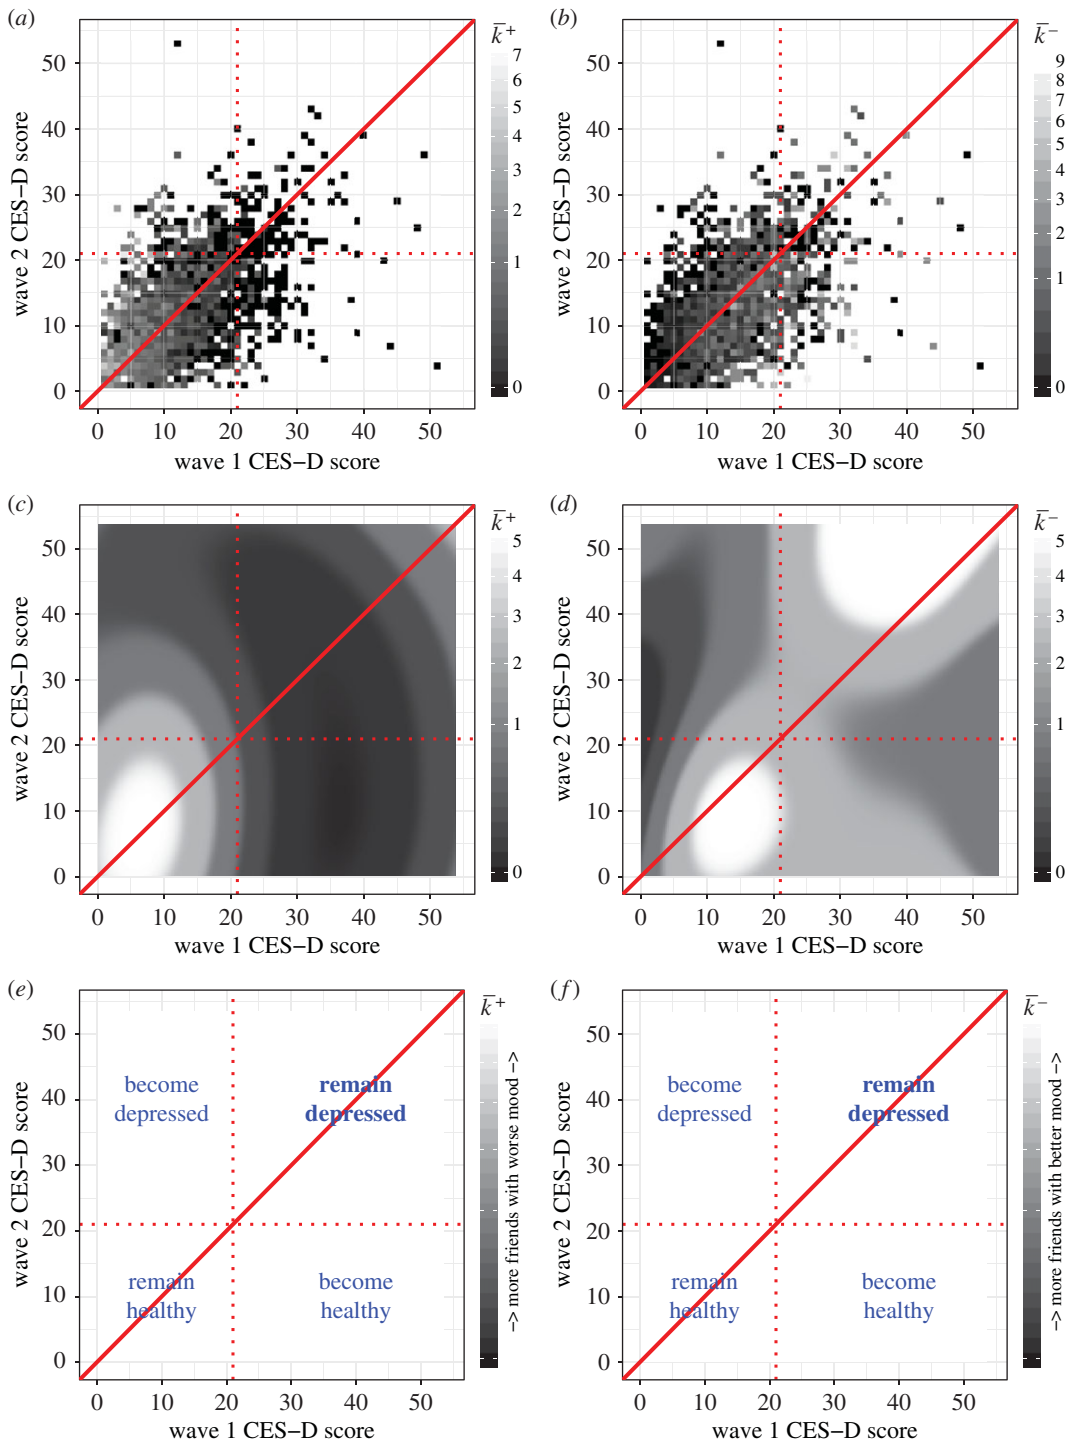 (a)
k̄⁺
7
6
5
4
3
2
1
0
50
40
30
20
10
0
wave 2 CES–D score
0 10 20 30 40 50
wave 1 CES–D score
(b)
k̄⁻
9
8
7
6
5
4
3
2
1
0
50
40
30
20
10
0
wave 2 CES–D score
0 10 20 30 40 50
wave 1 CES–D score
(c)
k̄⁺
5
4
3
2
1
0
50
40
30
20
10
0
wave 2 CES–D score
0 10 20 30 40 50
wave 1 CES–D score
(d)
k̄⁻
5
4
3
2
1
0
50
40
30
20
10
0
wave 2 CES–D score
0 10 20 30 40 50
wave 1 CES–D score
(e)
k̄⁺
50
40
30
20
10
0
wave 2 CES–D score
become
depressed
remain
depressed
remain
healthy
become
healthy
–> more friends with worse mood –>
0 10 20 30 40 50
wave 1 CES–D score
(f)
k̄⁻
50
40
30
20
10
0
wave 2 CES–D score
become
depressed
remain
depressed
remain
healthy
become
healthy
–> more friends with better mood –>
0 10 20 30 40 50
wave 1 CES–D score